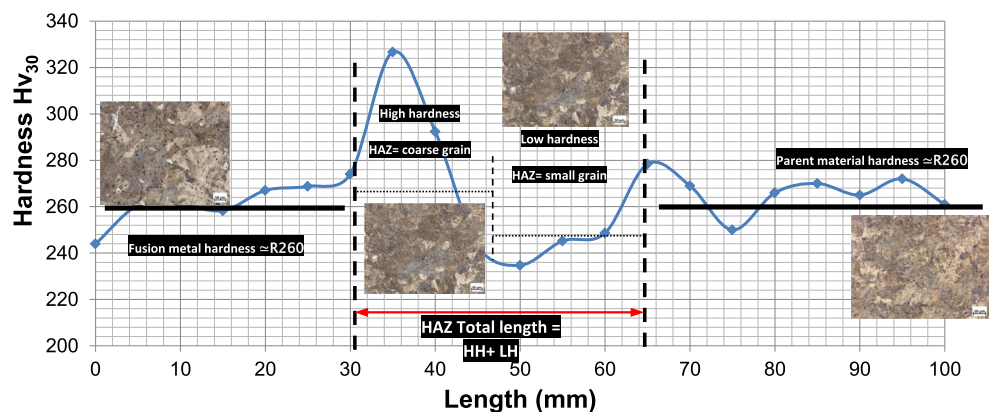 Hardness Hv30
340
320
300
280
260
240
220
200
High hardness
HAZ= coarse grain
Low hardness
HAZ= small grain
Parent material hardness ≃R260
Fusion metal hardness ≃R260
HAZ Total length =
HH+ LH
0 10 20 30 40 50 60 70 80 90 100
Length (mm)